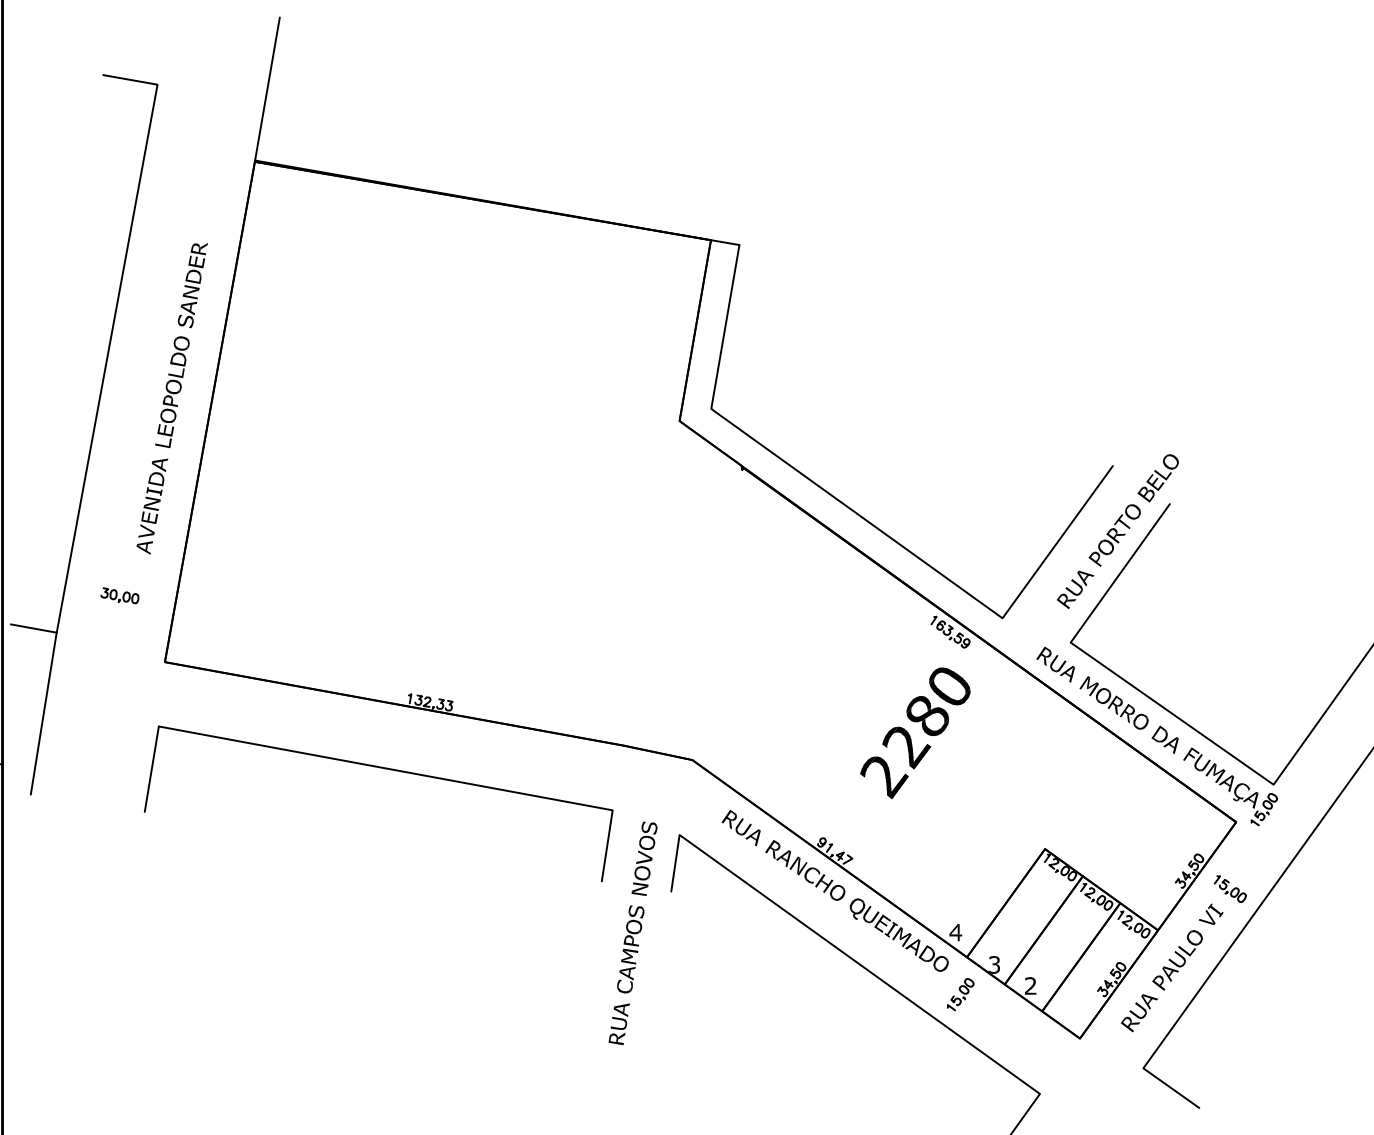 AVENIDA LEOPOLDO SANDER
30,00
132,33
RUA PORTO BELO
163,59
RUA MORRO DA FUMAÇA
15,00
2280
34,50
15,00
RUA RANCHO QUEIMADO
91,47
RUA CAMPOS NOVOS
12,00
12,00
12,00
4
3
2
15,00
34,50
RUA PAULO VI